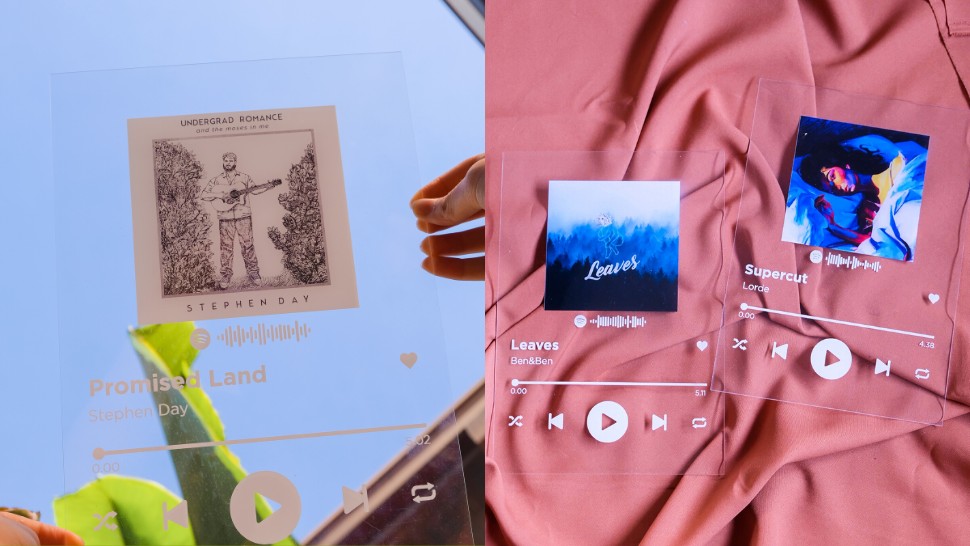 UNDERGRAD ROMANCE
and the moses in me
STEPHEN DAY
Promised Land
Stephen Day
0.00
5.02
Leaves
Leaves
Ben&Ben
0.00
5.11
Supercut
Lorde
0.00
4.38